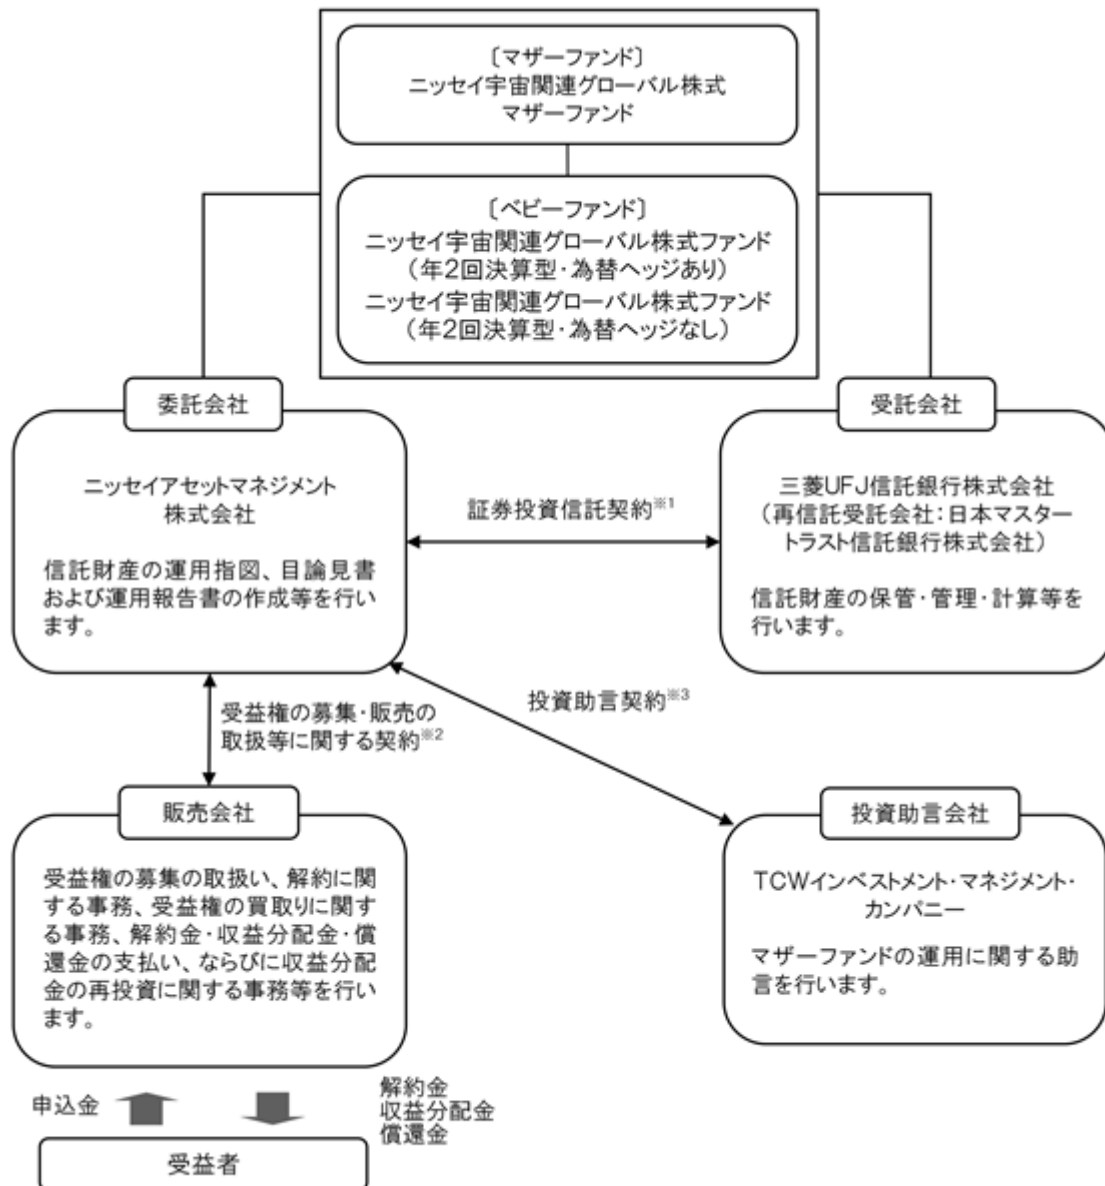 〔マザーファンド〕
ニッセイ宇宙関連グローバル株式
マザーファンド
〔ベビーファンド〕
ニッセイ宇宙関連グローバル株式ファンド
（年2回決算型・為替ヘッジあり）
ニッセイ宇宙関連グローバル株式ファンド
（年2回決算型・為替ヘッジなし）
委託会社
ニッセイアセットマネジメント
株式会社
信託財産の運用指図、目論見書
および運用報告書の作成等を行い
ます。
証券投資信託契約※1
受託会社
三菱UFJ信託銀行株式会社
（再信託受託会社：日本マスター
トラスト信託銀行株式会社）
信託財産の保管・管理・計算等を
行います。
受益権の募集・販売の
取扱等に関する契約※2
投資助言契約※3
販売会社
受益権の募集の取扱い、解約に関
する事務、受益権の買取りに関す
る事務、解約金・収益分配金・償
還金の支払い、ならびに収益分配
金の再投資に関する事務等を行い
ます。
投資助言会社
TCWインベストメント・マネジメント・
カンパニー
マザーファンドの運用に関する助
言を行います。
申込金
解約金
収益分配金
償還金
受益者